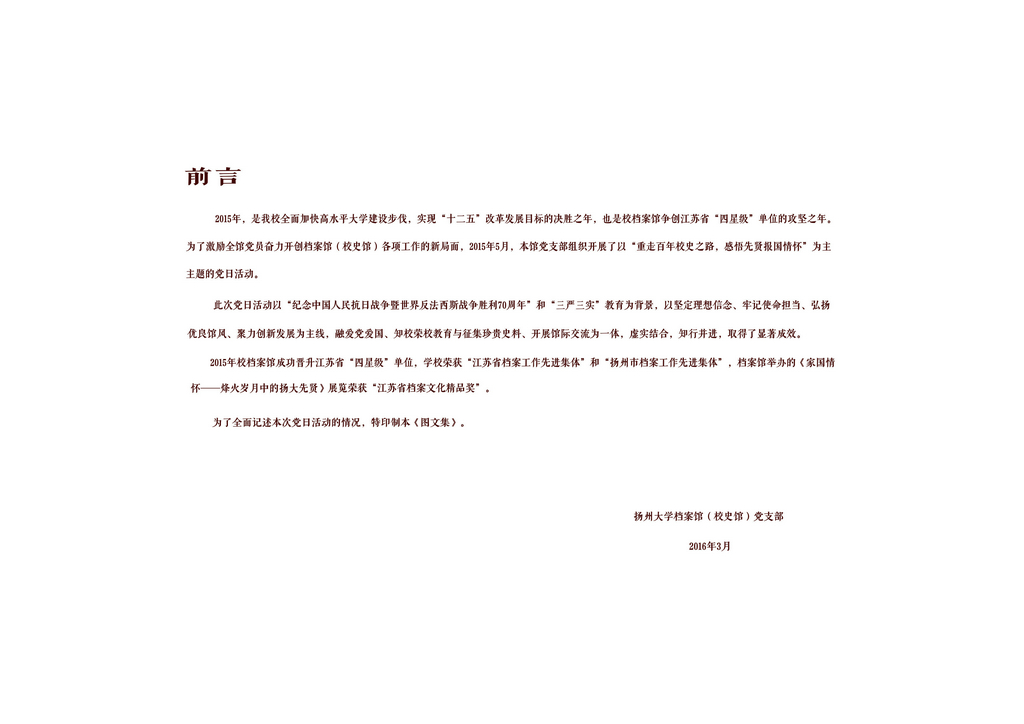 前言
2015年，是我校全面加快高水平大学建设步伐，实现“十二五”改革发展目标的决胜之年，也是校档案馆争创江苏省“四星级”单位的攻坚之年。
为了激励全馆党员奋力开创档案馆（校史馆）各项工作的新局面，2015年5月，本馆党支部组织开展了以“重走百年校史之路，感悟先贤报国情怀”为主
主题的党日活动。
此次党日活动以“纪念中国人民抗日战争暨世界反法西斯战争胜利70周年”和“三严三实”教育为背景，以坚定理想信念、牢记使命担当、弘扬
优良馆风、聚力创新发展为主线，融爱党爱国、知校荣校教育与征集珍贵史料、开展馆际交流为一体，虚实结合，知行并进，取得了显著成效。
2015年校档案馆成功晋升江苏省“四星级”单位，学校荣获“江苏省档案工作先进集体”和“扬州市档案工作先进集体”，档案馆举办的《家国情
怀——烽火岁月中的扬大先贤》展览荣获“江苏省档案文化精品奖”。
为了全面记述本次党日活动的情况，特印制本《图文集》。
扬州大学档案馆（校史馆）党支部
2016年3月